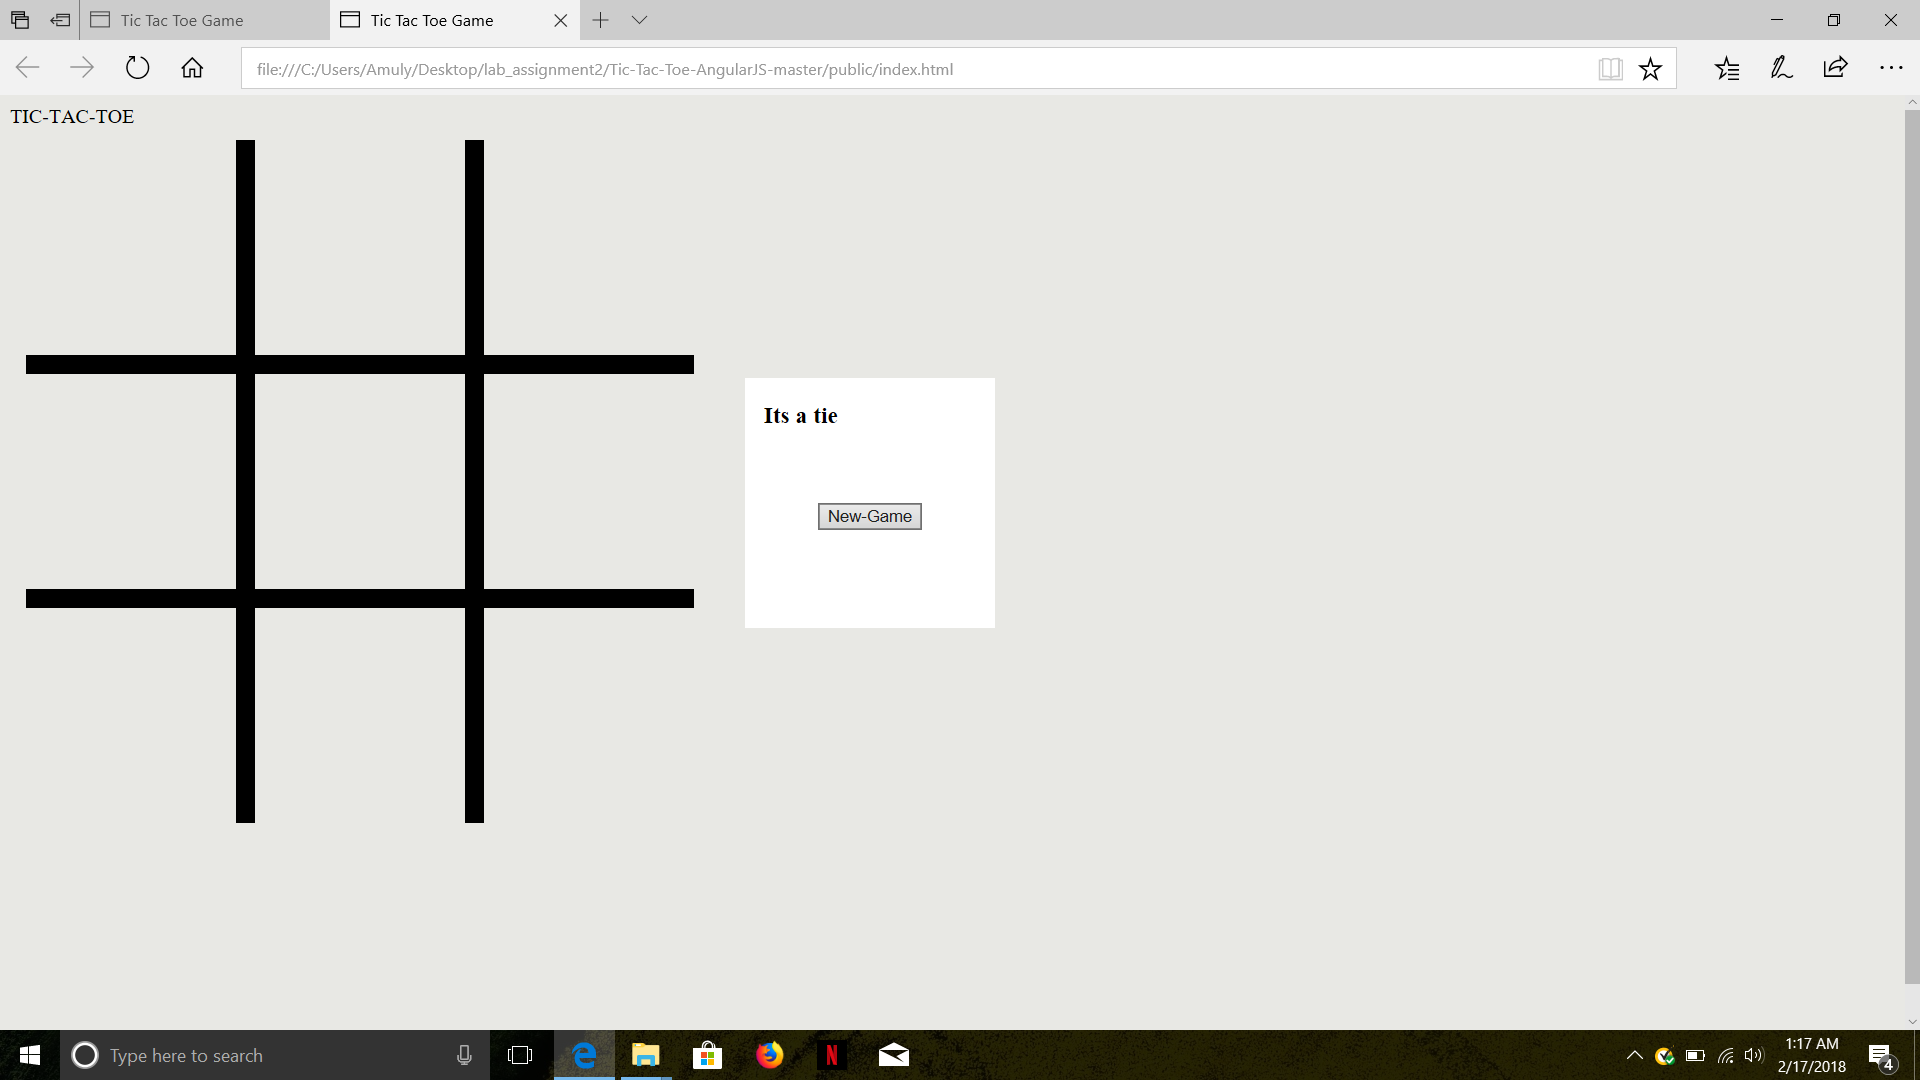 Tic Tac Toe Game
Tic Tac Toe Game
file:///C:/Users/Amuly/Desktop/lab_assignment2/Tic-Tac-Toe-AngularJS-master/public/index.html
TIC-TAC-TOE
Its a tie
New-Game
Type here to search
N
1:17 AM
2/17/2018
4